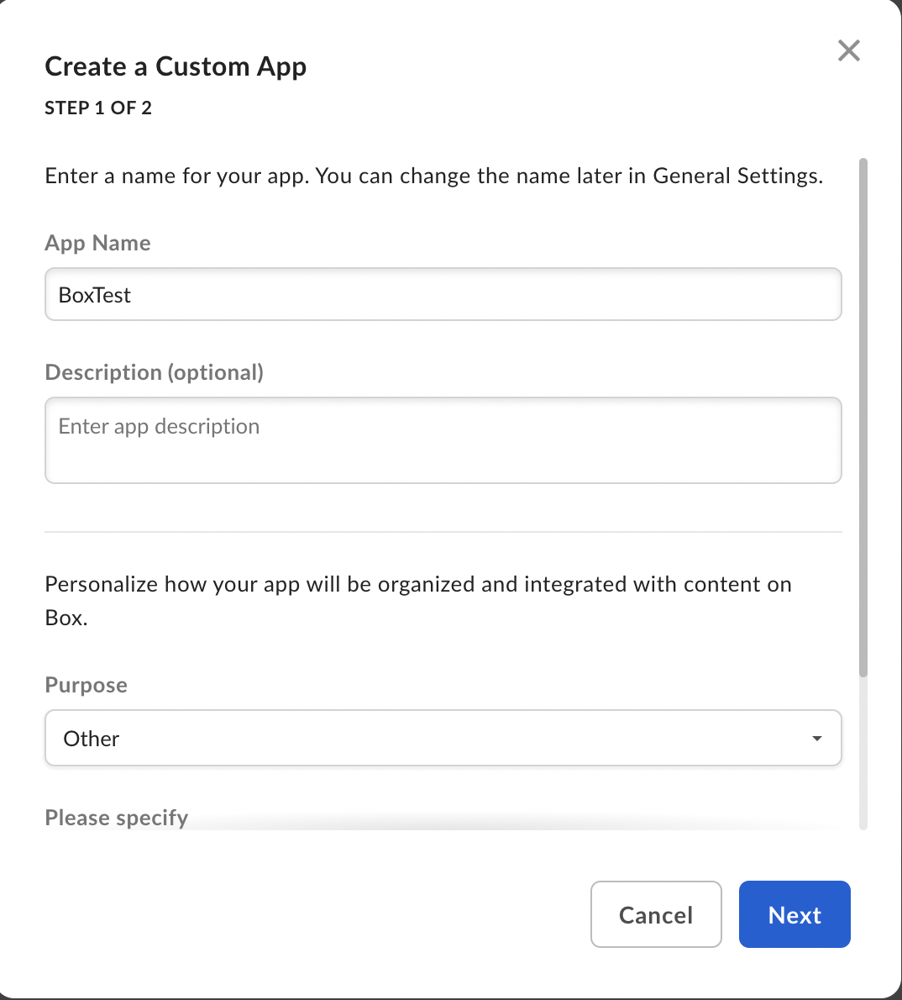 Create a Custom App
STEP 1 OF 2
Enter a name for your app. You can change the name later in General Settings.
App Name
BoxTest
Description (optional)
Enter app description
Personalize how your app will be organized and integrated with content on
Box.
Purpose
Other
Please specify
Cancel
Next